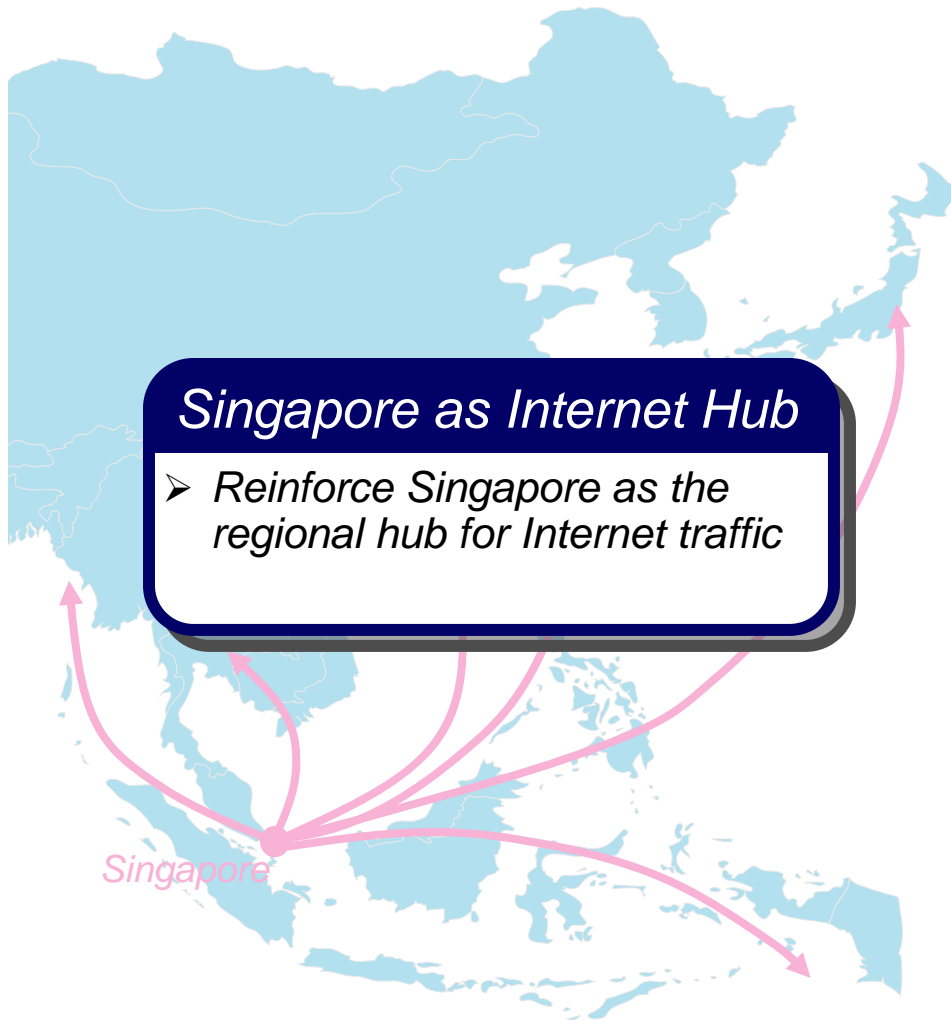 Singapore as Internet Hub
➢ Reinforce Singapore as the
regional hub for Internet traffic
Singapore